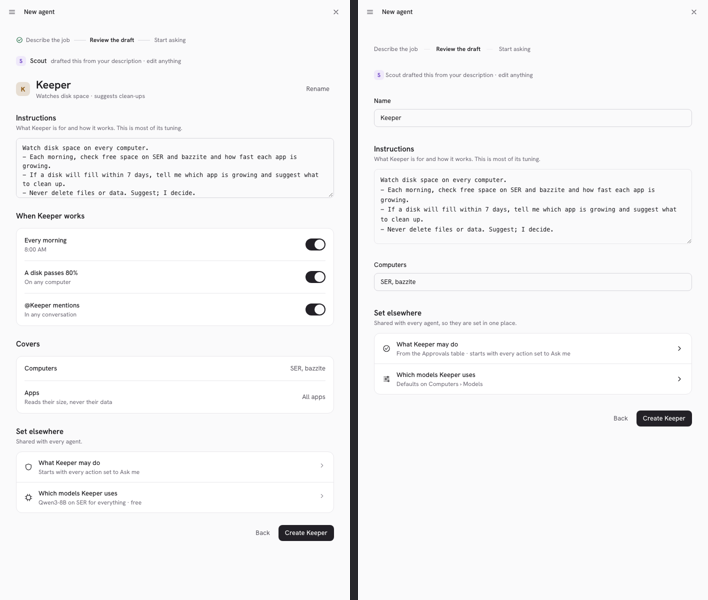 New agent
Describe the job
Review the draft
Start asking
S
Scout drafted this from your description · edit anything
K
Keeper
Watches disk space · suggests clean-ups
Rename
Instructions
What Keeper is for and how it works. This is most of its tuning.
Watch disk space on every computer.
– Each morning, check free space on SER and bazzite and how fast each app is
growing.
– If a disk will fill within 7 days, tell me which app is growing and suggest what
to clean up.
– Never delete files or data. Suggest; I decide.
When Keeper works
Every morning
8:00 AM
A disk passes 80%
On any computer
@Keeper mentions
In any conversation
Covers
Computers
SER, bazzite
Apps
Reads their size, never their data
All apps
Set elsewhere
Shared with every agent.
What Keeper may do
Starts with every action set to Ask me
Which models Keeper uses
Qwen3-8B on SER for everything · free
Back
Create Keeper
New agent
Describe the job
Review the draft
Start asking
S
Scout drafted this from your description · edit anything
Name
Keeper
Instructions
What Keeper is for and how it works. This is most of its tuning.
Watch disk space on every computer.
– Each morning, check free space on SER and bazzite and how fast each app is
growing.
– If a disk will fill within 7 days, tell me which app is growing and suggest what
to clean up.
– Never delete files or data. Suggest; I decide.
Computers
SER, bazzite
Set elsewhere
Shared with every agent, so they are set in one place.
What Keeper may do
From the Approvals table · starts with every action set to Ask me
Which models Keeper uses
Defaults on Computers › Models
Back
Create Keeper